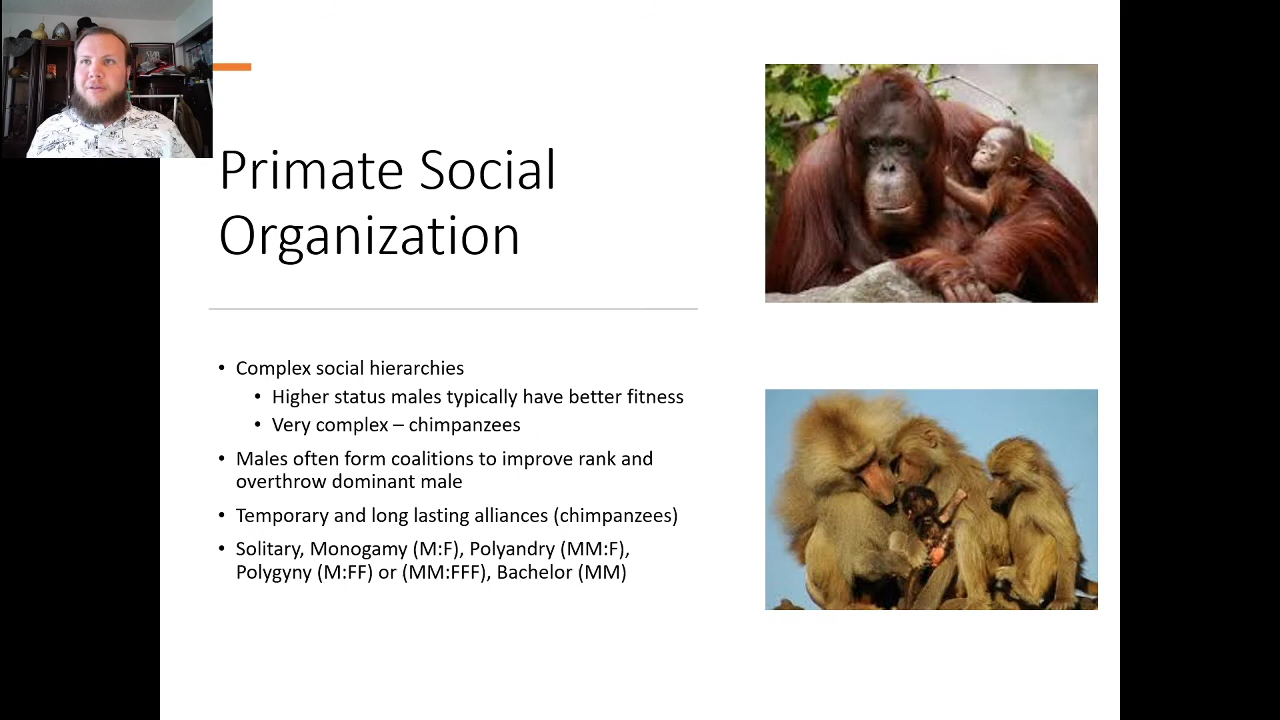 Primate Social
Organization
• Complex social hierarchies
• Higher status males typically have better fitness
• Very complex – chimpanzees
• Males often form coalitions to improve rank and
overthrow dominant male
• Temporary and long lasting alliances (chimpanzees)
• Solitary, Monogamy (M:F), Polyandry (MM:F),
Polygyny (M:FF) or (MM:FFF), Bachelor (MM)